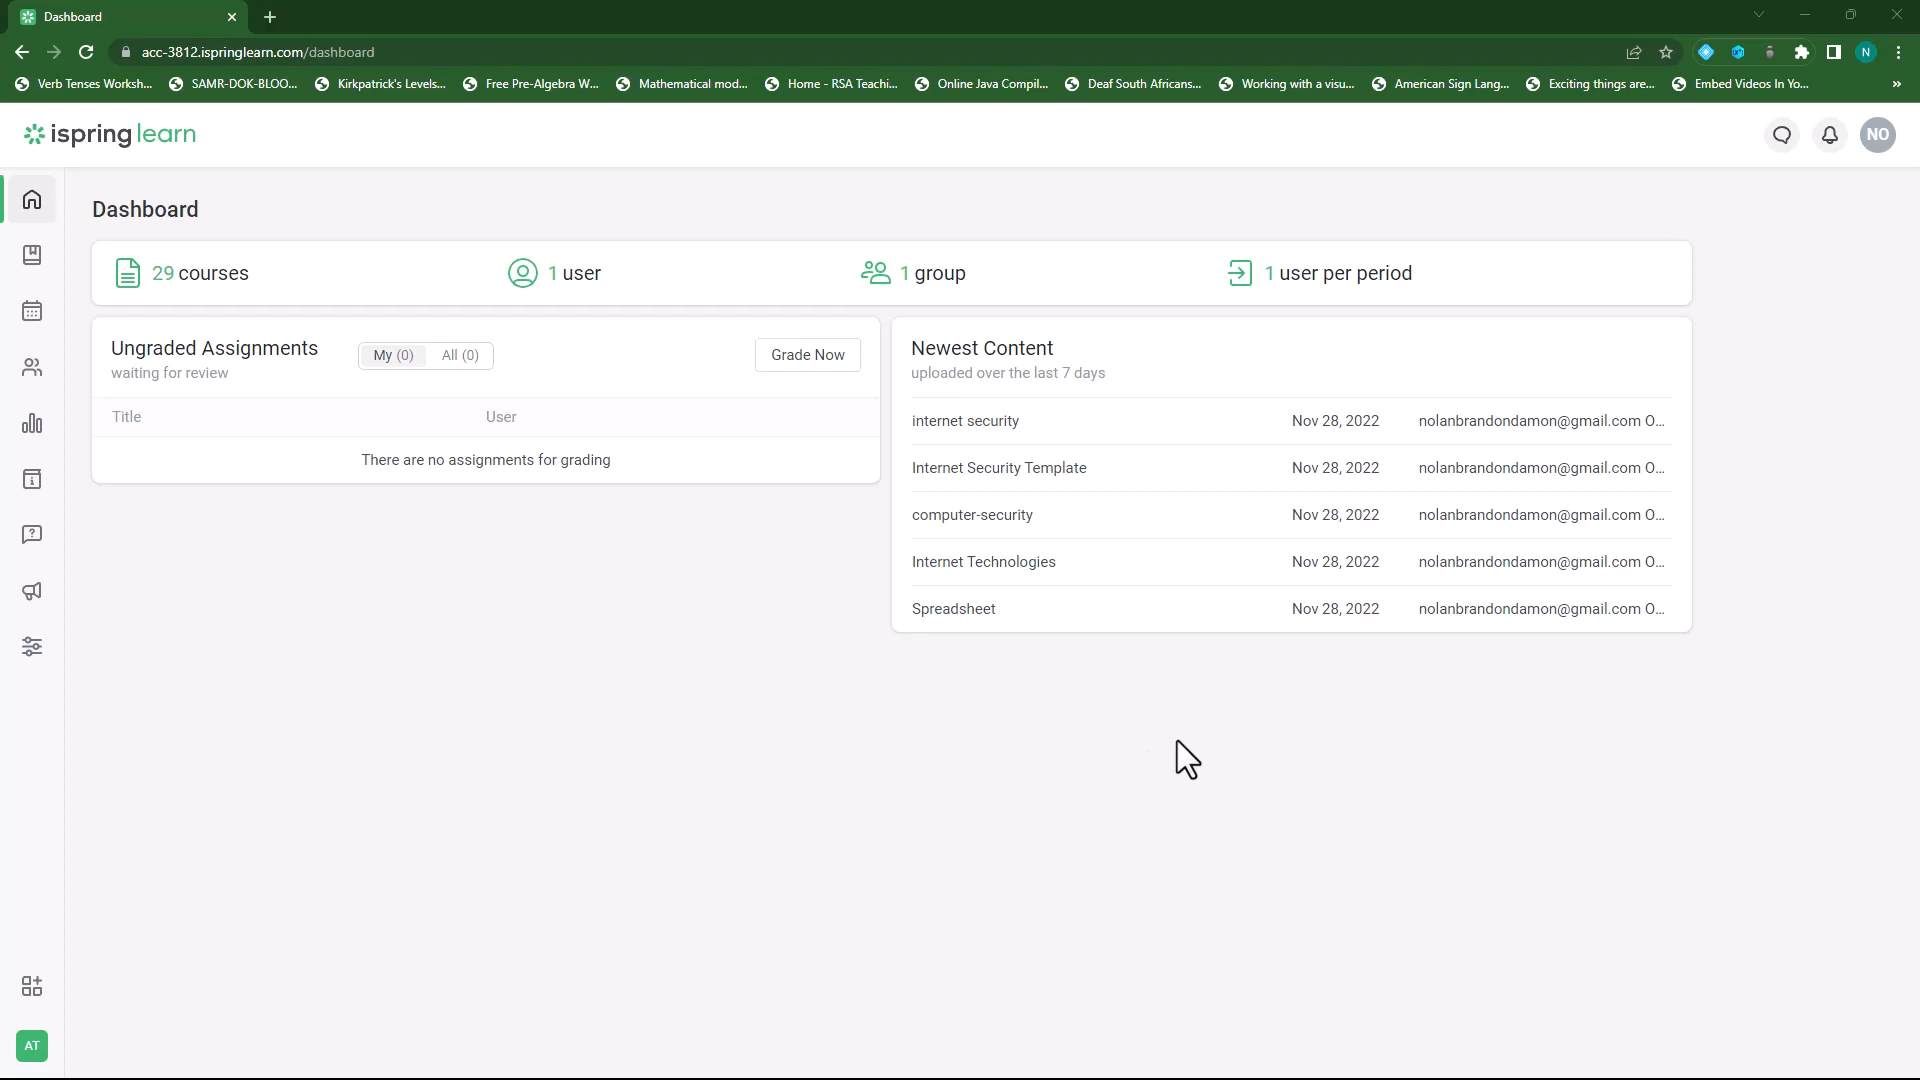 Dashboard
acc-3812.ispringlearn.com/dashboard
N
Verb Tenses Worksh... SAMR-DOK-BLOO... Kirkpatrick's Levels... Free Pre-Algebra W... Mathematical mod... Home - RSA Teachi... Online Java Compil... Deaf South Africans... Working with a visu... American Sign Lang... Exciting things are... Embed Videos In Yo... »
ispring learn
NO
Dashboard
29 courses 1 user 1 group 1 user per period
Ungraded Assignments My (0) All (0) Grade Now
waiting for review
Title User
There are no assignments for grading
Newest Content
uploaded over the last 7 days
internet security Nov 28, 2022 nolanbrandondamon@gmail.com O...
Internet Security Template Nov 28, 2022 nolanbrandondamon@gmail.com O...
computer-security Nov 28, 2022 nolanbrandondamon@gmail.com O...
Internet Technologies Nov 28, 2022 nolanbrandondamon@gmail.com O...
Spreadsheet Nov 28, 2022 nolanbrandondamon@gmail.com O...
AT